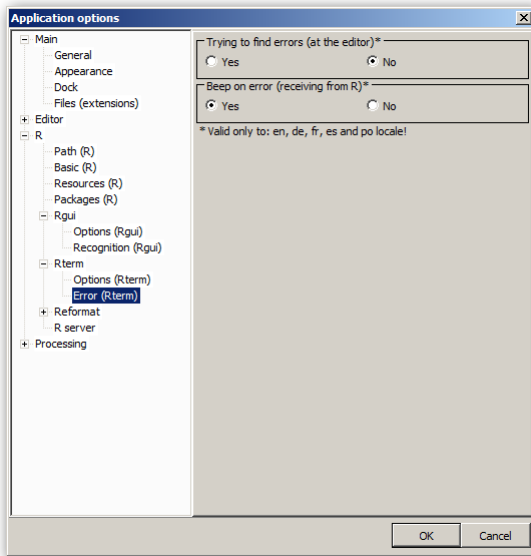 Application options
Main
General
Appearance
Dock
Files (extensions)
Editor
R
Path (R)
Basic (R)
Resources (R)
Packages (R)
Rgui
Options (Rgui)
Recognition (Rgui)
Rterm
Options (Rterm)
Error (Rterm)
Reformat
R server
Processing
Trying to find errors (at the editor)*
Yes No
Beep on error (receiving from R)*
Yes No
* Valid only to: en, de, fr, es and po locale!
OK Cancel